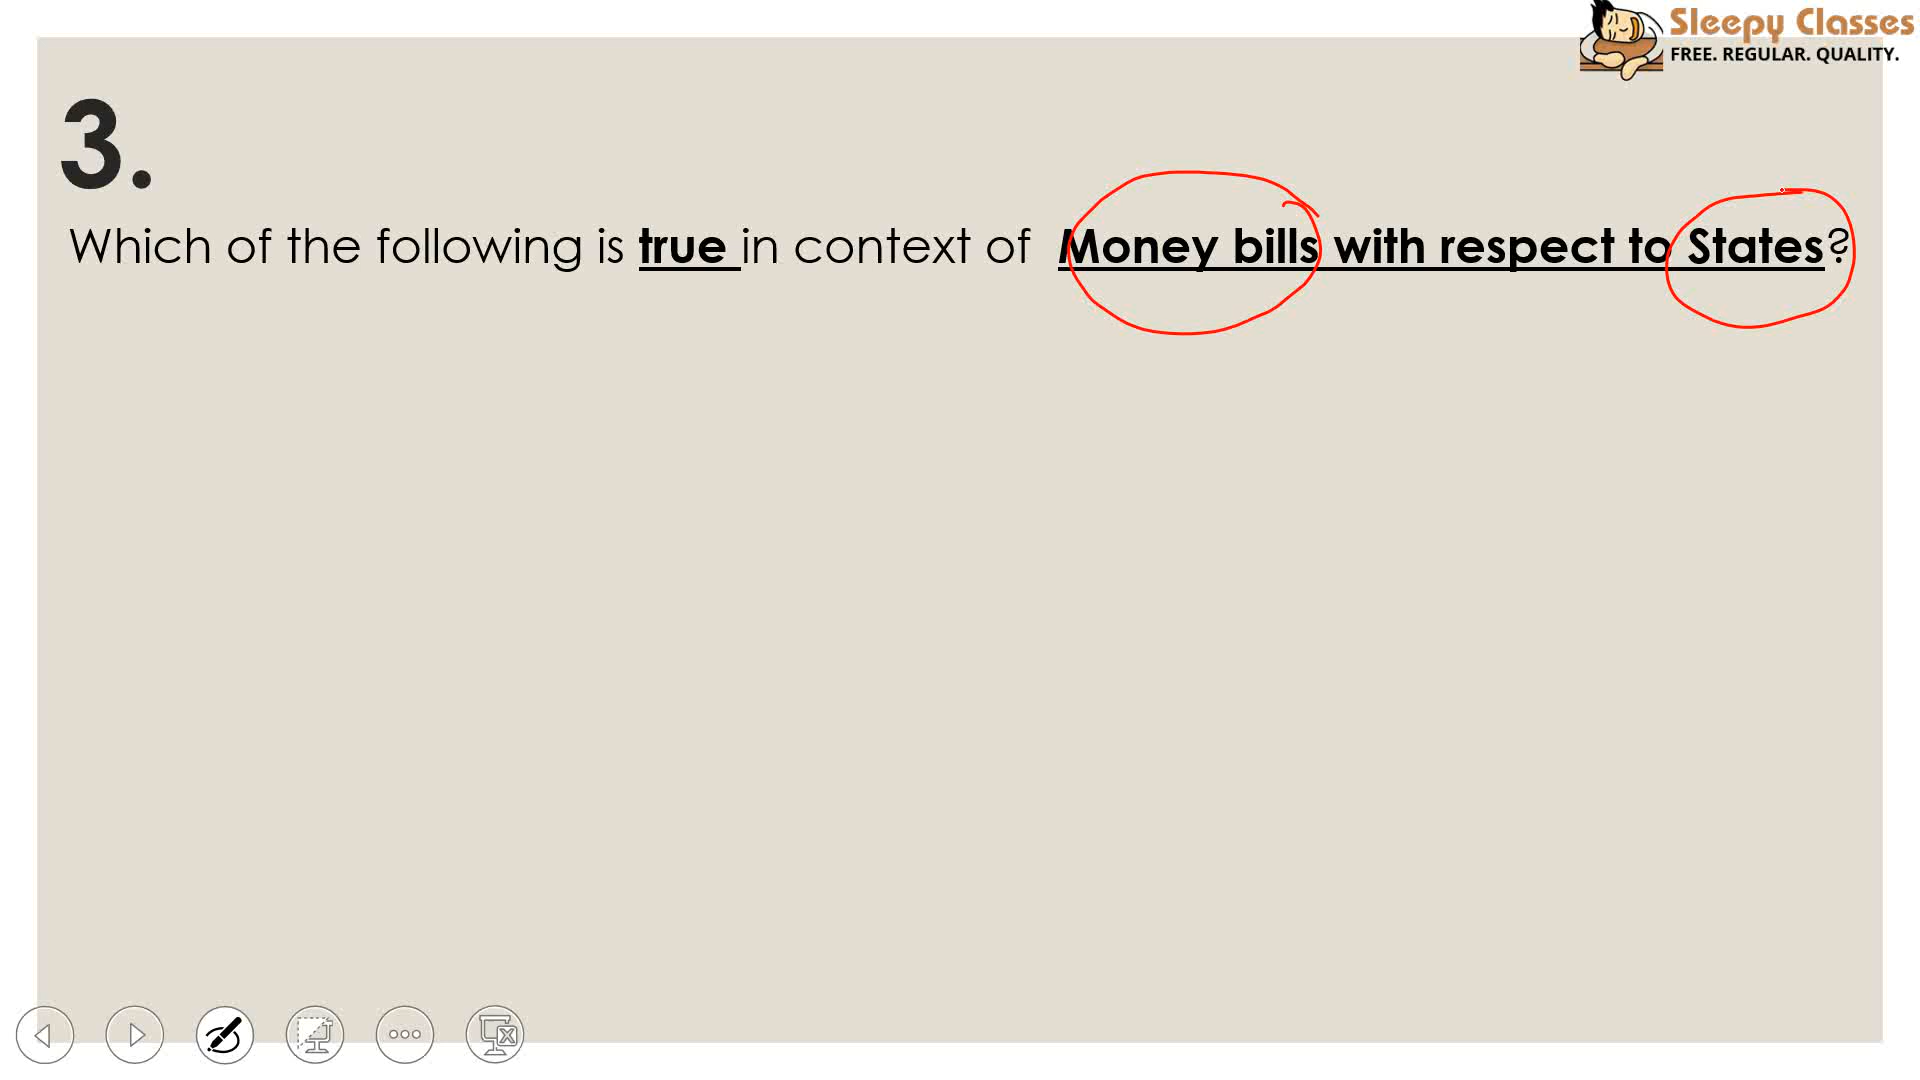 Sleepy Classes
FREE. REGULAR. QUALITY.
3.
Which of the following is true in context of Money bills with respect to States?